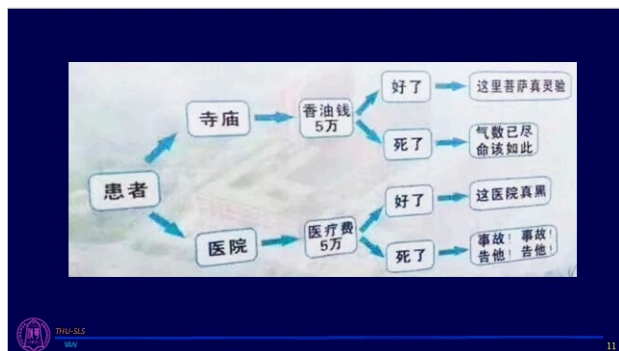 患者
寺庙
香油钱
5万
好了
这里菩萨真灵验
死了
气数已尽
命该如此
医院
医疗费
5万
好了
这医院真黑
死了
事故！事故！
告他！告他！
THU-SLS
YAN
11